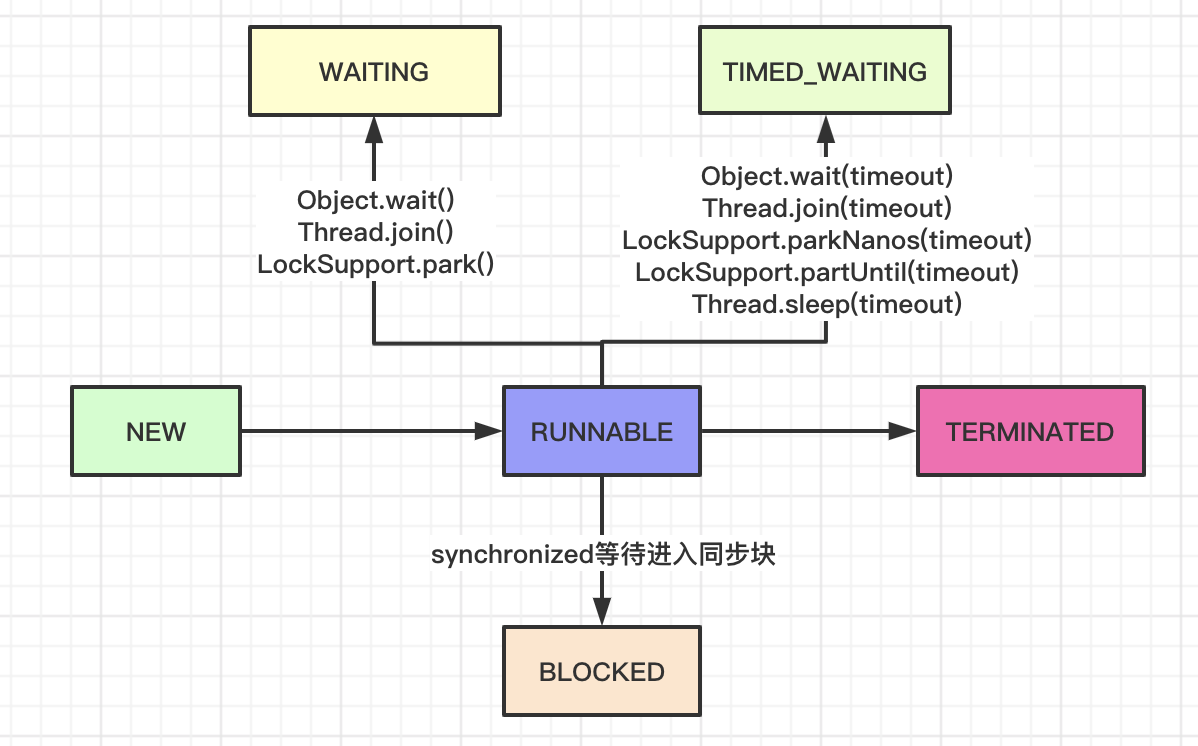 WAITING
TIMED_WAITING
Object.wait()
Thread.join()
LockSupport.park()
Object.wait(timeout)
Thread.join(timeout)
LockSupport.parkNanos(timeout)
LockSupport.partUntil(timeout)
Thread.sleep(timeout)
NEW
RUNNABLE
TERMINATED
synchronized等待进入同步块
BLOCKED